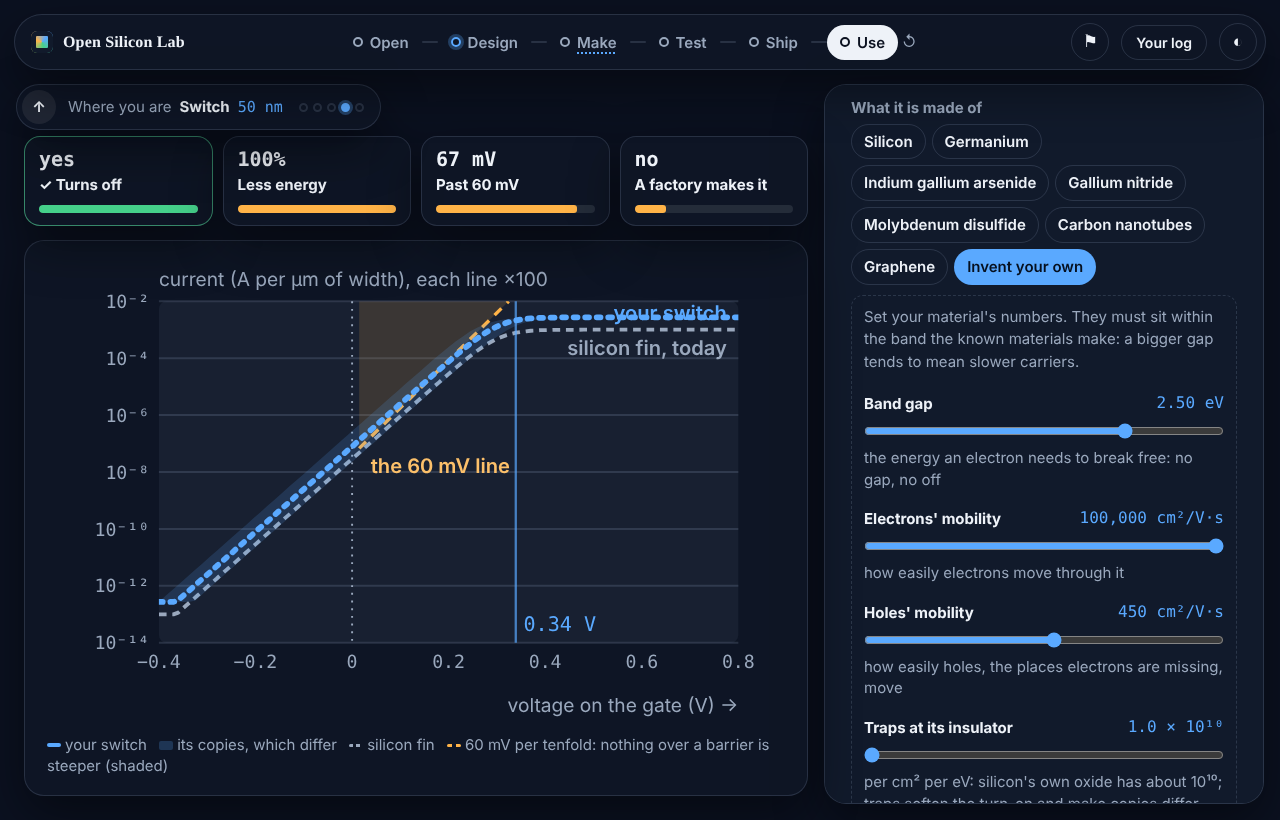 Open Silicon Lab
Open
Design
Make
Test
Ship
Use
Your log
Where you are Switch 50 nm
yes
✓ Turns off
100%
Less energy
67 mV
Past 60 mV
no
A factory makes it
current (A per µm of width), each line ×100
10⁻²
10⁻⁴
10⁻⁶
10⁻⁸
10⁻¹⁰
10⁻¹²
10⁻¹⁴
your switch
silicon fin, today
the 60 mV line
0.34 V
−0.4
−0.2
0
0.2
0.4
0.6
0.8
voltage on the gate (V) →
your switch its copies, which differ silicon fin 60 mV per tenfold: nothing over a barrier is
steeper (shaded)
What it is made of
Silicon
Germanium
Indium gallium arsenide
Gallium nitride
Molybdenum disulfide
Carbon nanotubes
Graphene
Invent your own
Set your material's numbers. They must sit within
the band the known materials make: a bigger gap
tends to mean slower carriers.
Band gap 2.50 eV
the energy an electron needs to break free: no
gap, no off
Electrons' mobility 100,000 cm²/V·s
how easily electrons move through it
Holes' mobility 450 cm²/V·s
how easily holes, the places electrons are missing,
move
Traps at its insulator 1.0 × 10¹⁰
per cm² per eV: silicon's own oxide has about 10¹⁰;
traps soften the turn-on and make copies differ